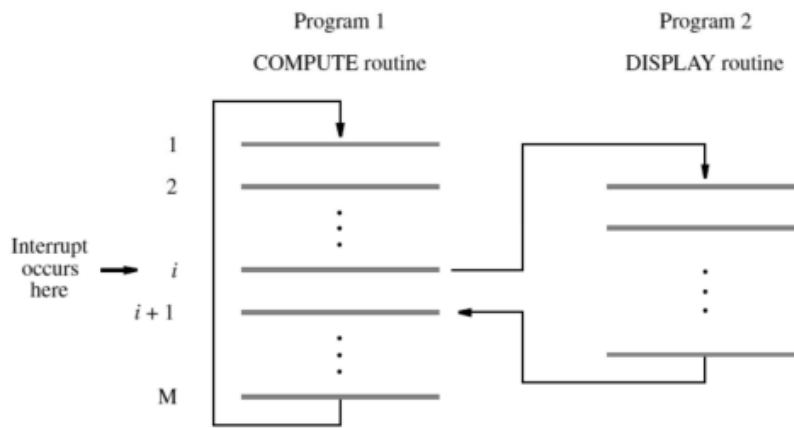 Program 1
Program 2
COMPUTE routine
DISPLAY routine
1
2
Interrupt
occurs
here
i
i + 1
M